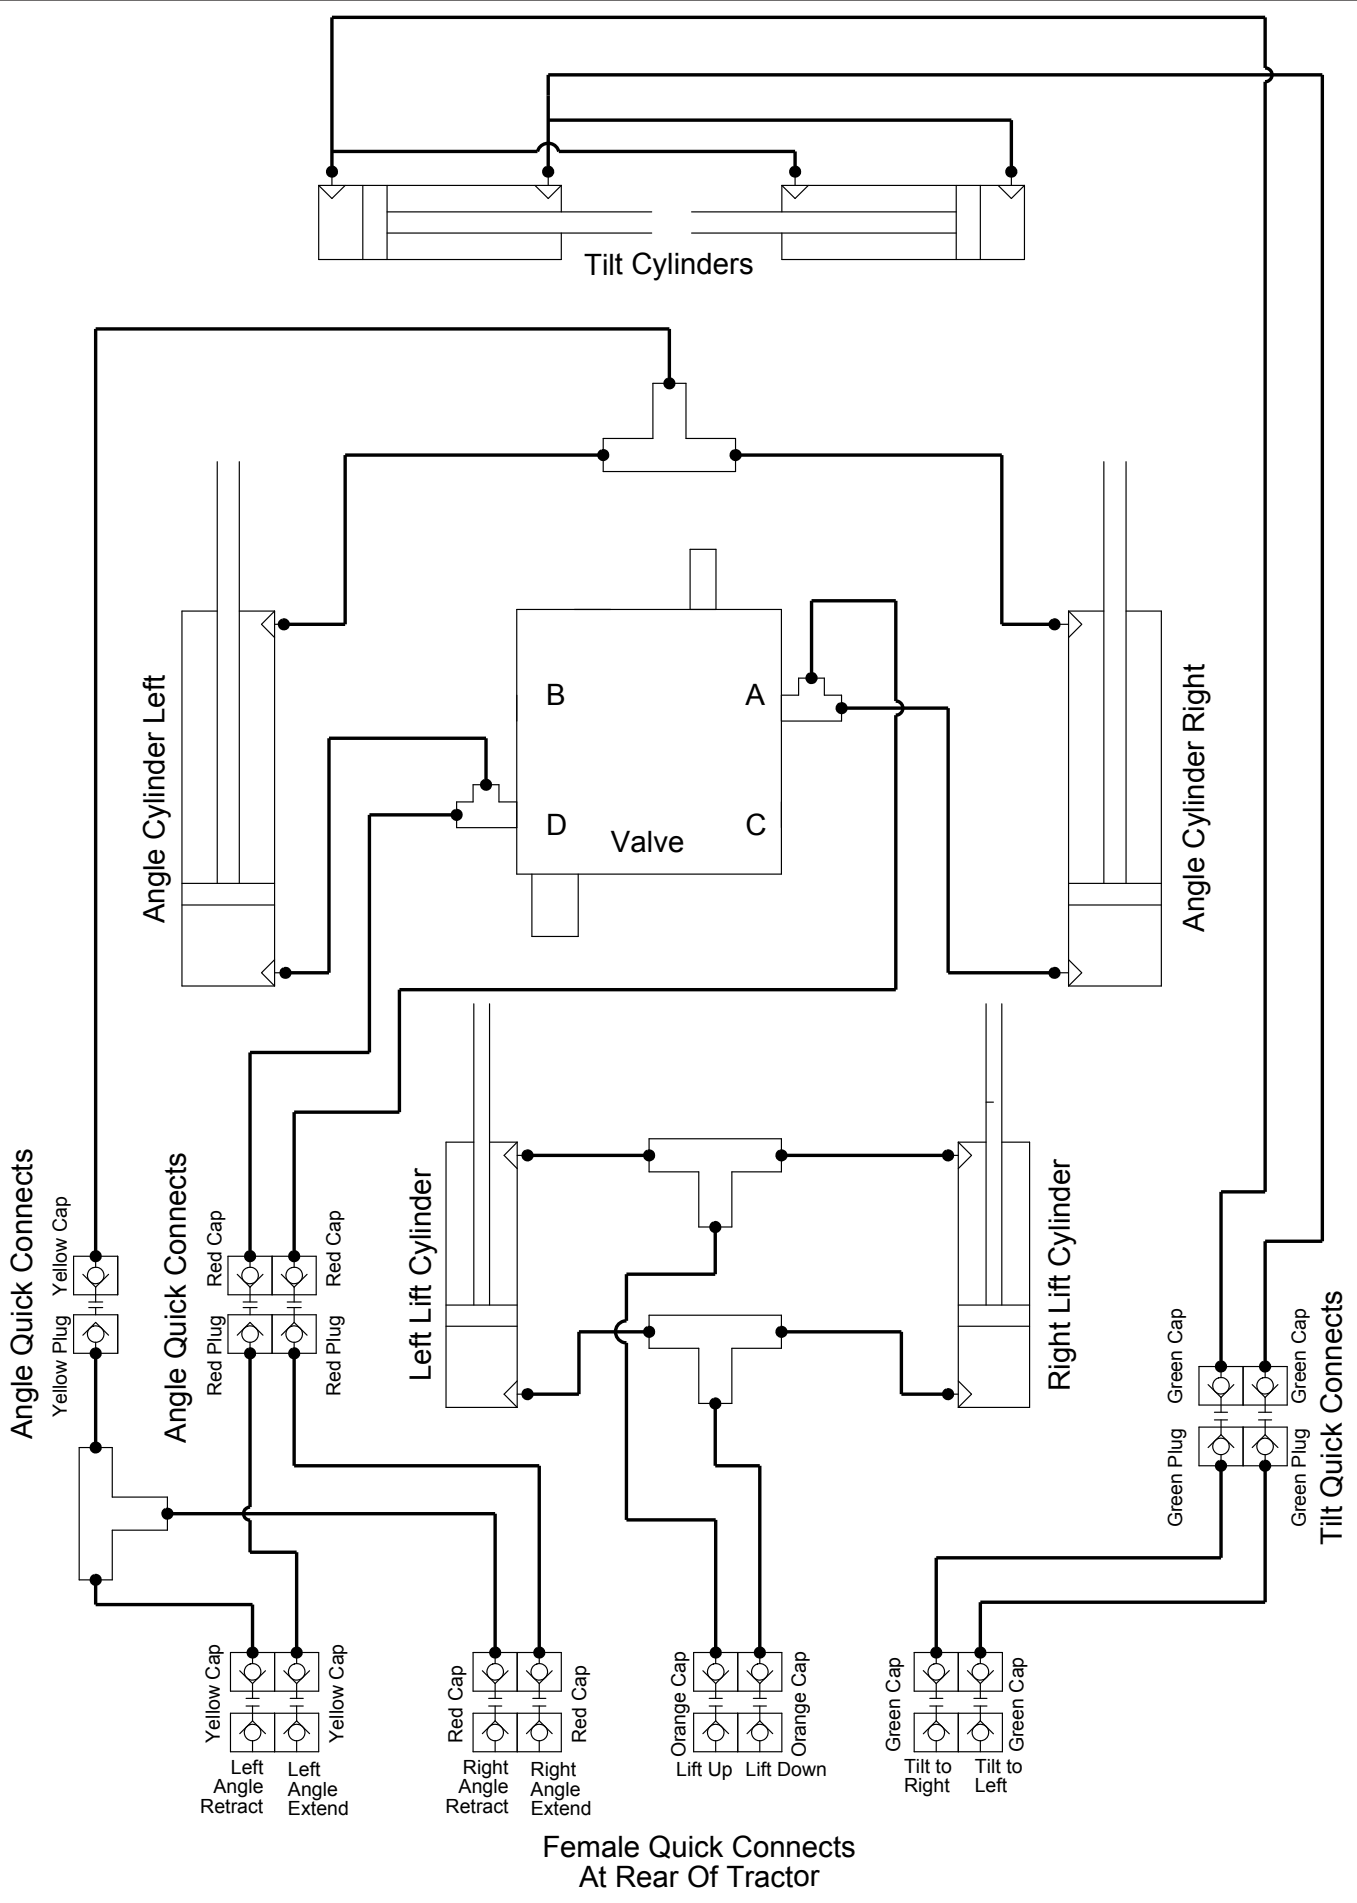 Tilt Cylinders
Angle Cylinder Left
B
A
D
C
Valve
Angle Cylinder Right
Angle Quick Connects
Yellow Cap
Yellow Plug
Angle Quick Connects
Red Cap
Red Plug
Red Cap
Red Plug
Left Lift Cylinder
Right Lift Cylinder
Green Cap
Green Plug
Green Cap
Green Plug
Tilt Quick Connects
Yellow Cap
Yellow Cap
Red Cap
Red Cap
Orange Cap
Orange Cap
Green Cap
Green Cap
Left
Angle
Retract
Left
Angle
Extend
Right
Angle
Retract
Right
Angle
Extend
Lift Up
Lift Down
Tilt to
Right
Tilt to
Left
Female Quick Connects
At Rear Of Tractor